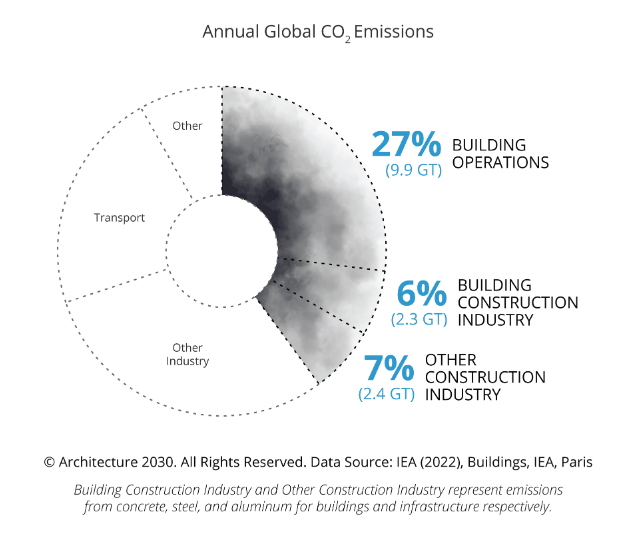 Annual Global CO2 Emissions
Other
27%
(9.9 GT)
BUILDING
OPERATIONS
Transport
6%
(2.3 GT)
BUILDING
CONSTRUCTION
INDUSTRY
Other
Industry
7%
(2.4 GT)
OTHER
CONSTRUCTION
INDUSTRY
© Architecture 2030. All Rights Reserved. Data Source: IEA (2022), Buildings, IEA, Paris
Building Construction Industry and Other Construction Industry represent emissions
from concrete, steel, and aluminum for buildings and infrastructure respectively.